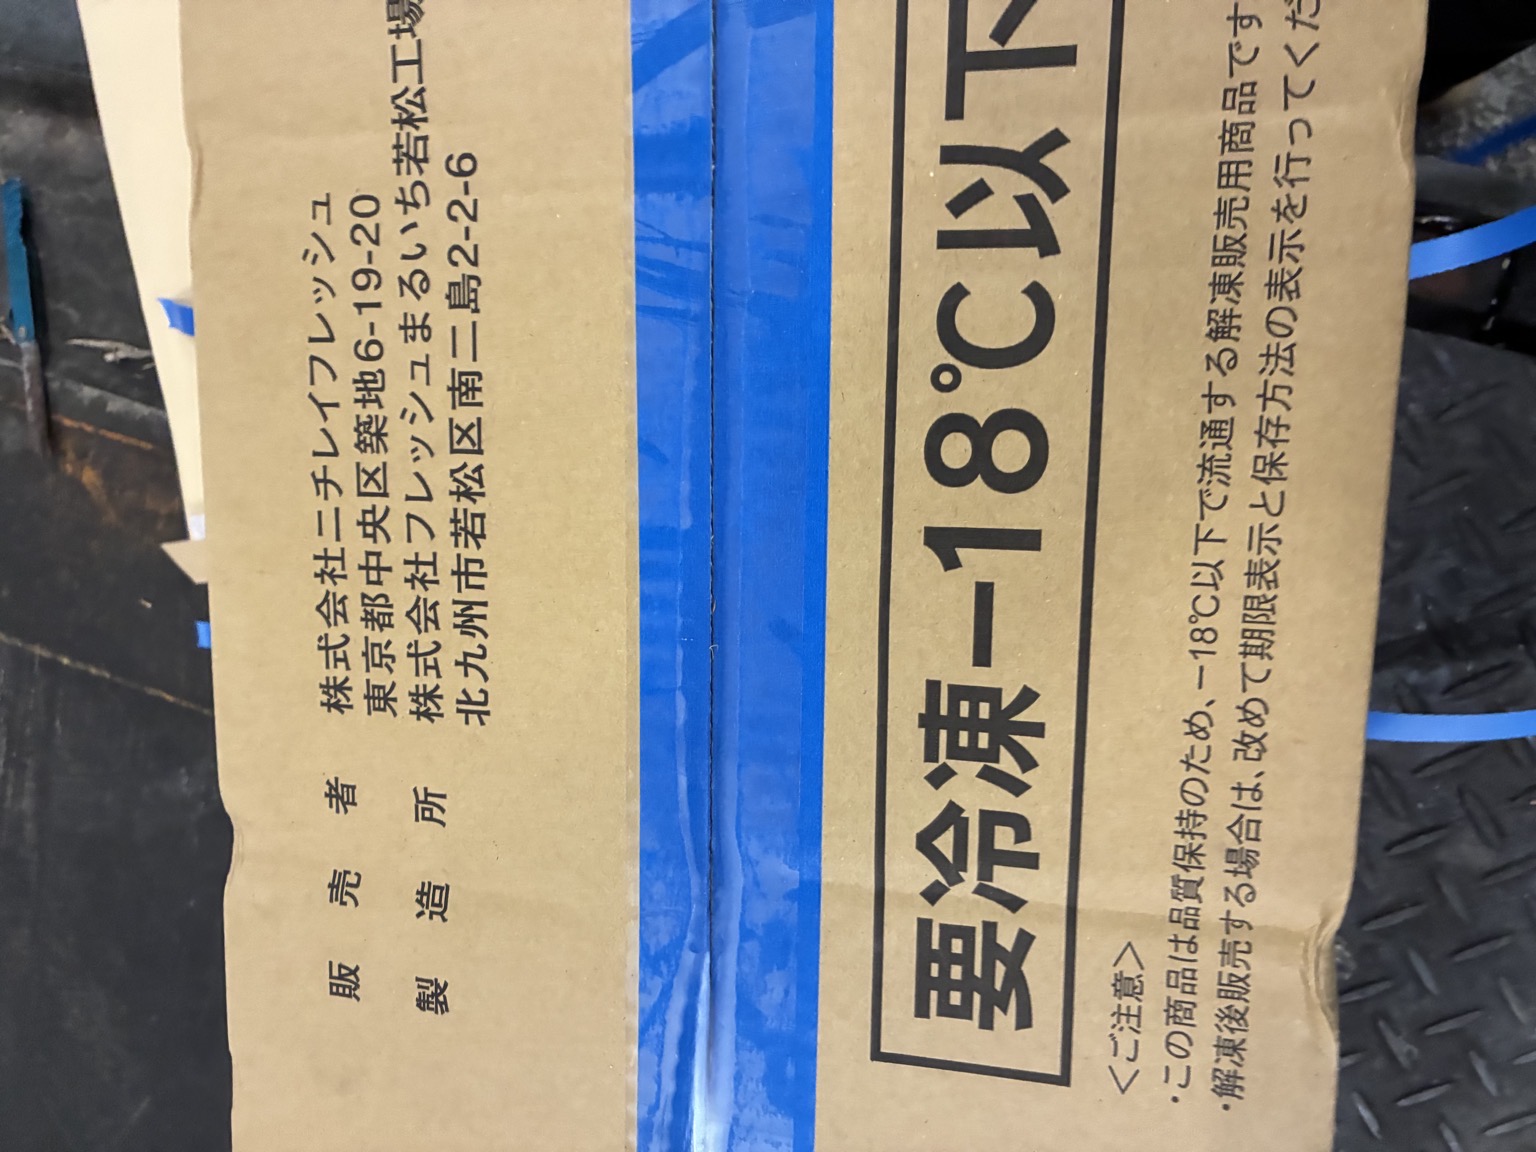 販売者 株式会社ニチレイフレッシュ
東京都中央区築地6-19-20
製造所 株式会社フレッシュまるいち若松工場
北九州市若松区南二島2-2-6
要冷凍-18℃以下
<ご注意>
・この商品は品質保持のため、-18℃以下で流通する解凍販売用商品です
・解凍後販売する場合は、改めて期限表示と保存方法の表示を行ってくだ